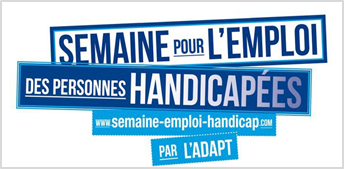 SEMAINE POUR L'EMPLOI
DES PERSONNES HANDICAPÉES
www.semaine-emploi-handicap.com
PAR L'ADAPT